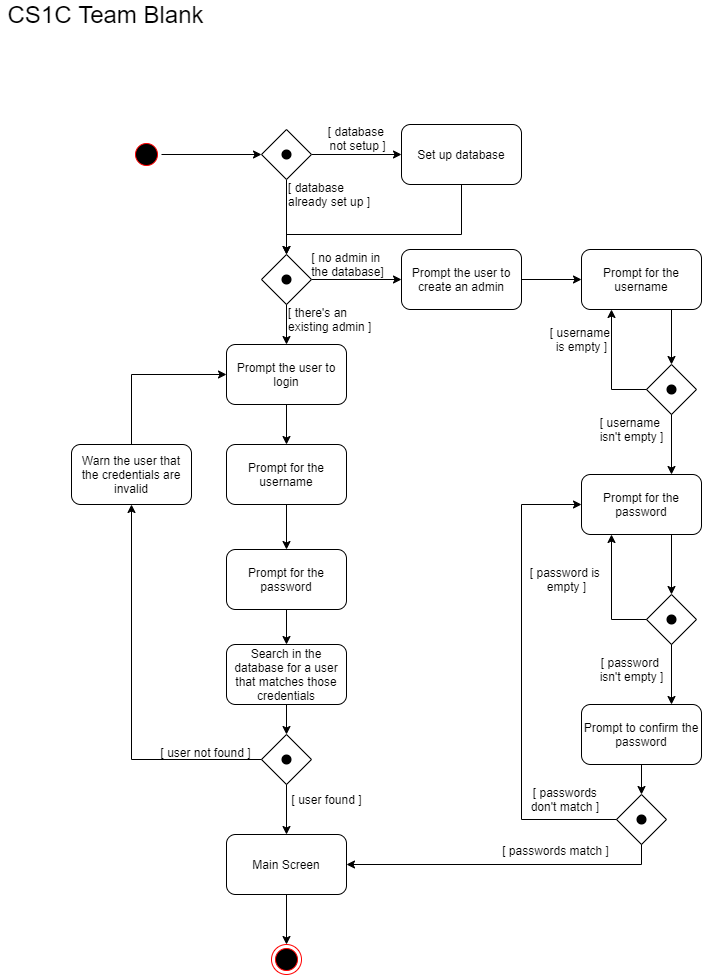 CS1C Team Blank
[ database
not setup ]
Set up database
[ database
already set up ]
[ no admin in
the database]
Prompt the user to
create an admin
Prompt for the
username
[ there's an
existing admin ]
[ username
is empty ]
Prompt the user to
login
[ username
isn't empty ]
Warn the user that
the credentials are
invalid
Prompt for the
username
Prompt for the
password
[ password is
empty ]
Prompt for the
password
Search in the
database for a user
that matches those
credentials
[ password
isn't empty ]
Prompt to confirm the
password
[ user not found ]
[ user found ]
[ passwords
don't match ]
[ passwords match ]
Main Screen